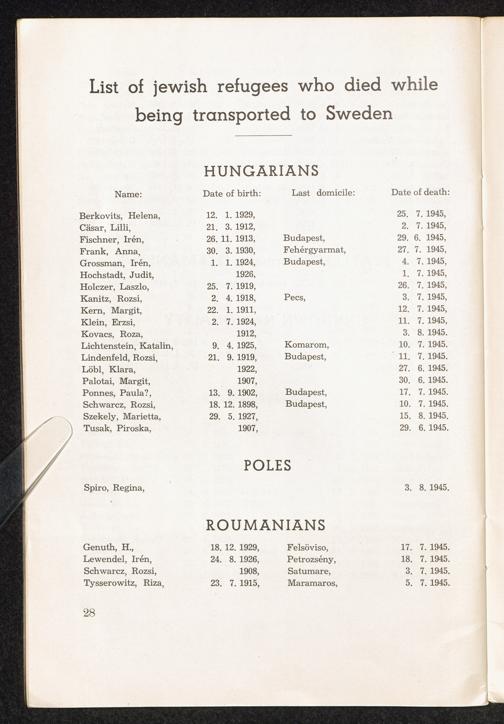 List of jewish refugees who died while
being transported to Sweden
HUNGARIANS
Name: Date of birth: Last domicile: Date of death:
Berkovits, Helena, 12. 1. 1929, 25. 7. 1945,
Cäsar, Lilli, 21. 3. 1912, 2. 7. 1945,
Fischner, Irén, 26. 11. 1913, Budapest, 29. 6. 1945,
Frank, Anna, 30. 3. 1930, Fehérgyarmat, 27. 7. 1945,
Grossman, Irén, 1. 1. 1924, Budapest, 4. 7. 1945,
Hochstadt, Judit, 1926, 1. 7. 1945,
Holczer, Laszlo, 25. 7. 1919, 26. 7. 1945,
Kanitz, Rozsi, 2. 4. 1918, Pecs, 3. 7. 1945,
Kern, Margit, 22. 1. 1911, 12. 7. 1945,
Klein, Erzsi, 2. 7. 1924, 11. 7. 1945,
Kovacs, Roza, 1912, 3. 8. 1945.
Lichtenstein, Katalin, 9. 4. 1925, Komarom, 10. 7. 1945.
Lindenfeld, Rozsi, 21. 9. 1919, Budapest, 11. 7. 1945.
Löbl, Klara, 1922, 27. 6. 1945.
Palotai, Margit, 1907, 30. 6. 1945.
Ponnes, Paula?, 13. 9. 1902, Budapest, 17. 7. 1945.
Schwarcz, Rozsi, 18. 12. 1898, Budapest, 10. 7. 1945.
Szekely, Marietta, 29. 5. 1927, 15. 8. 1945.
Tusak, Piroska, 1907, 29. 6. 1945.
POLES
Spiro, Regina, 3. 8. 1945.
ROUMANIANS
Genuth, H., 18. 12. 1929, Felsöviso, 17. 7. 1945.
Lewendel, Irén, 24. 8. 1926, Petrozsény, 18. 7. 1945.
Schwarcz, Rozsi, 1908, Satumare, 3. 7. 1945.
Tysserowitz, Riza, 23. 7. 1915, Maramaros, 5. 7. 1945,
28